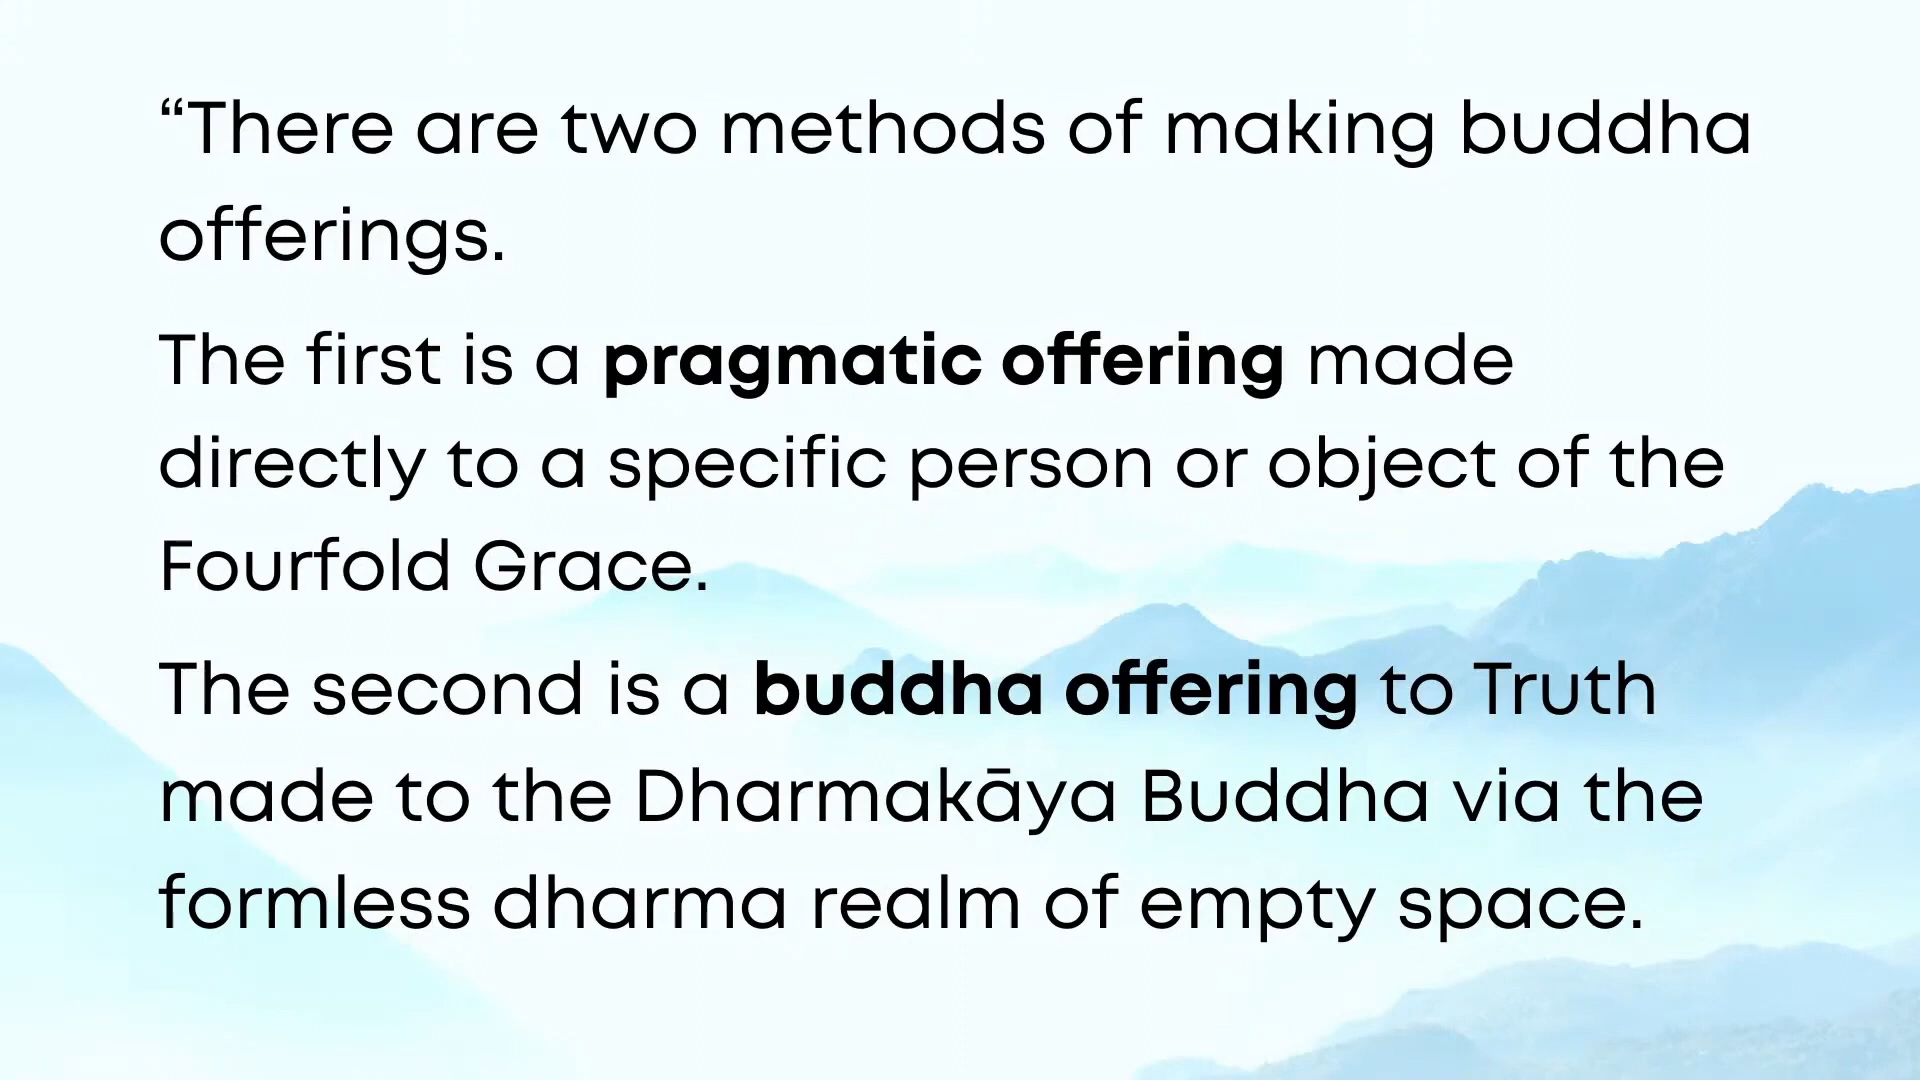 “There are two methods of making buddha
offerings.
The first is a pragmatic offering made
directly to a specific person or object of the
Fourfold Grace.
The second is a buddha offering to Truth
made to the Dharmakāya Buddha via the
formless dharma realm of empty space.